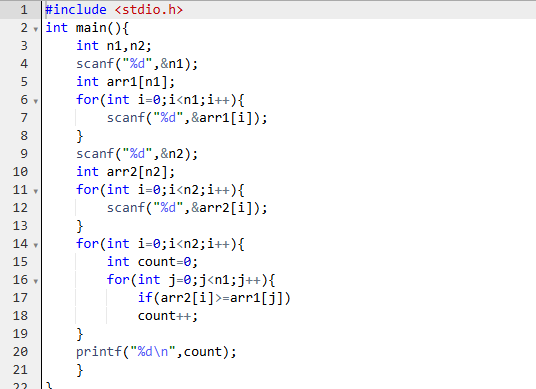 1 #include <stdio.h>
2 int main(){
3     int n1,n2;
4     scanf("%d",&n1);
5     int arr1[n1];
6     for(int i=0;i<n1;i++){
7         scanf("%d",&arr1[i]);
8     }
9     scanf("%d",&n2);
10     int arr2[n2];
11     for(int i=0;i<n2;i++){
12         scanf("%d",&arr2[i]);
13     }
14     for(int i=0;i<n2;i++){
15         int count=0;
16         for(int j=0;j<n1;j++){
17             if(arr2[i]>=arr1[j])
18             count++;
19     }
20     printf("%d\n",count);
21     }
22 }